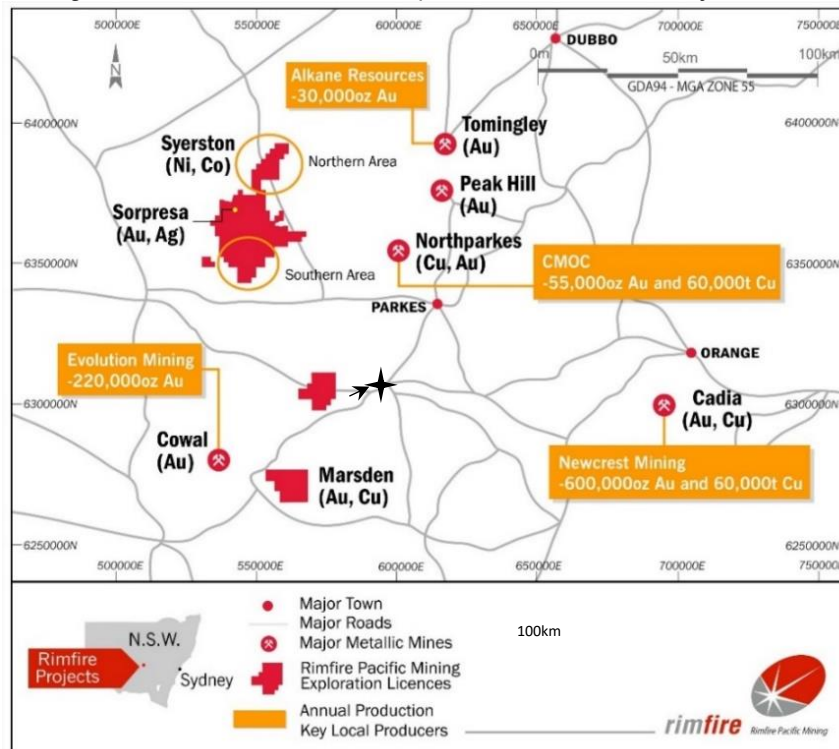 500000E
550000E
600000E
650000E
700000E
750000E
DUBBO
0m
50km
100km
GDA94 - MGA ZONE 55
N
Alkane Resources
-30,000oz Au
6400000N
6400000N
Syerston
(Ni, Co)
Northern Area
Tomingley
(Au)
Peak Hill
(Au)
Sorpresa
(Au, Ag)
Northparkes
(Cu, Au)
6350000N
Southern Area
CMOC
-55,000oz Au and 60,000t Cu
6350000N
PARKES
ORANGE
Evolution Mining
-220,000oz Au
6300000N
Cadia
(Au, Cu)
6300000N
Cowal
(Au)
Marsden
(Au, Cu)
Newcrest Mining
-600,000oz Au and 60,000t Cu
6250000N
6250000N
500000E
550000E
600000E
650000E
700000E
750000E
N.S.W.
Rimfire
Projects
Sydney
Major Town
Major Roads
Major Metallic Mines
Rimfire Pacific Mining
Exploration Licences
Annual Production
Key Local Producers
100km
rimfire
Rimfire Pacific Mining